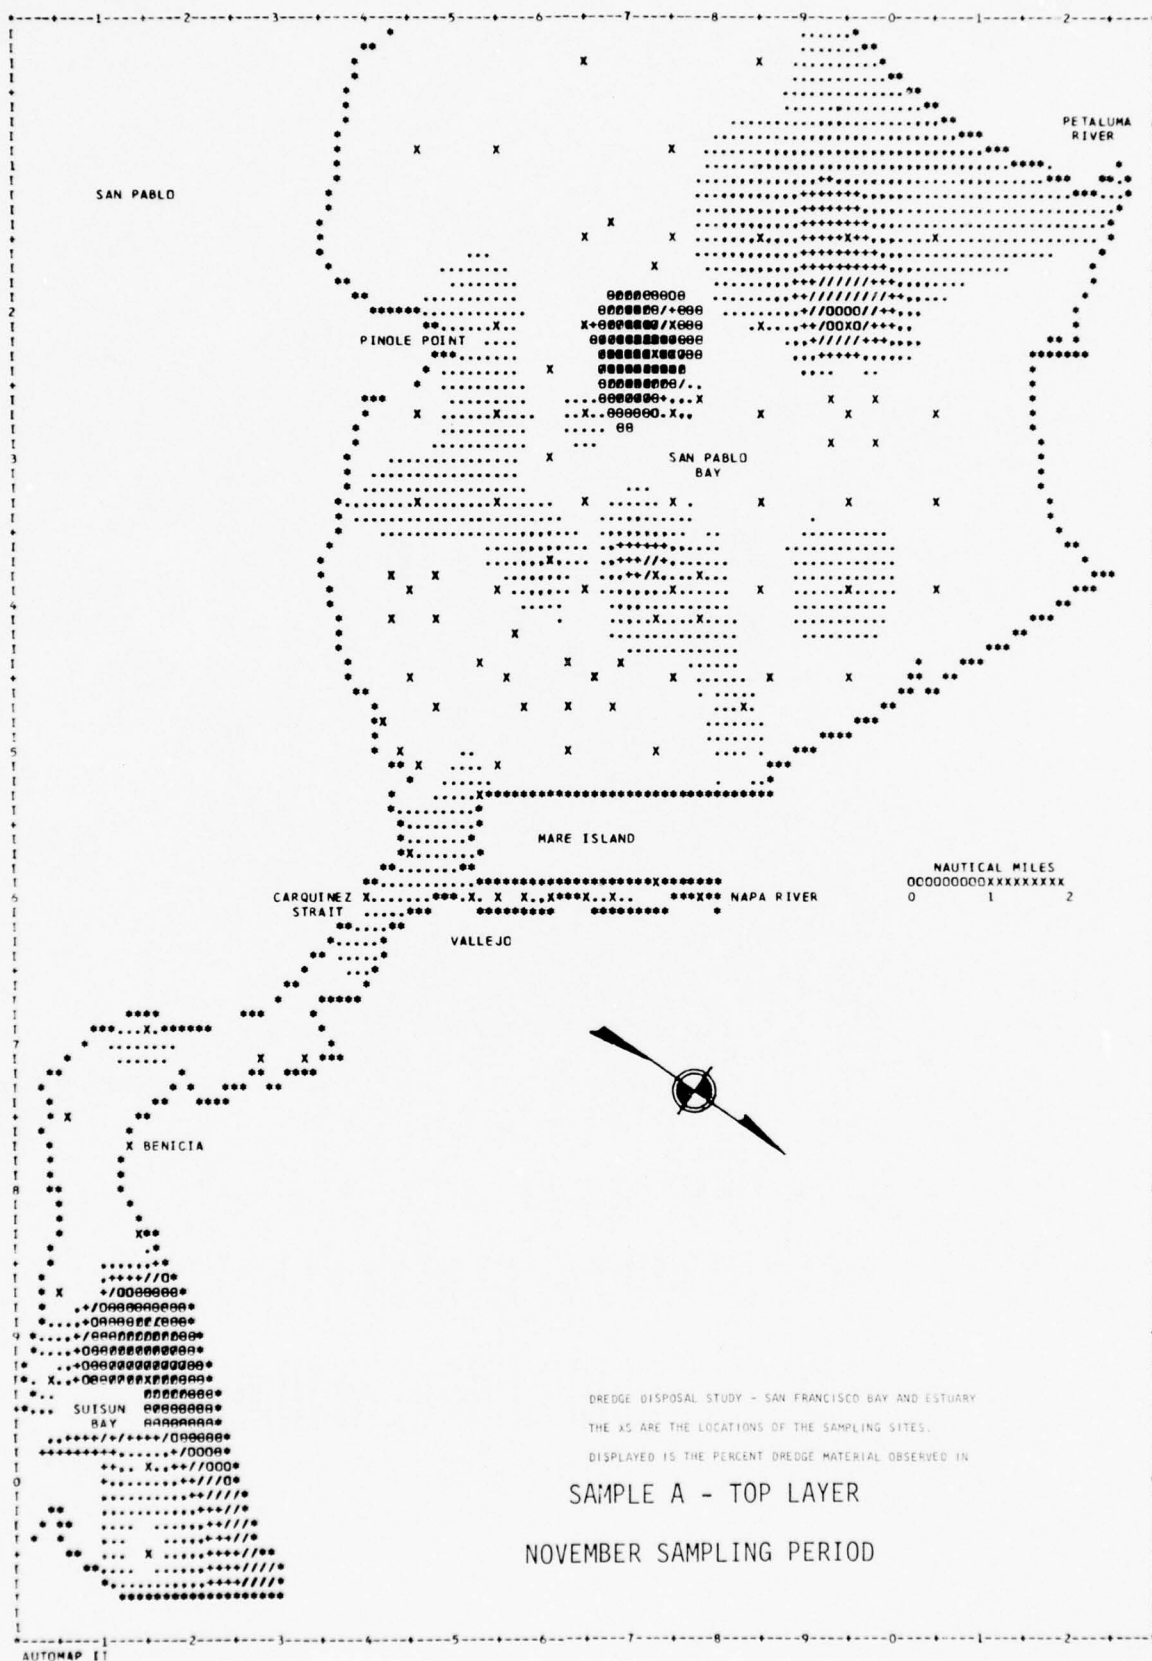 PETALUMA
RIVER
SAN PABLO
PINOLE POINT
SAN PABLO
BAY
MARE ISLAND
NAUTICAL MILES
0000000000XXXXXXXXXX
0 1 2
CARQUINEZ
STRAIT
NAPA RIVER
VALLEJO
BENICIA
SUISUN
BAY
DREDGE DISPOSAL STUDY - SAN FRANCISCO BAY AND ESTUARY
THE XS ARE THE LOCATIONS OF THE SAMPLING SITES.
DISPLAYED IS THE PERCENT DREDGE MATERIAL OBSERVED IN
SAMPLE A - TOP LAYER
NOVEMBER SAMPLING PERIOD
AUTOMAP II